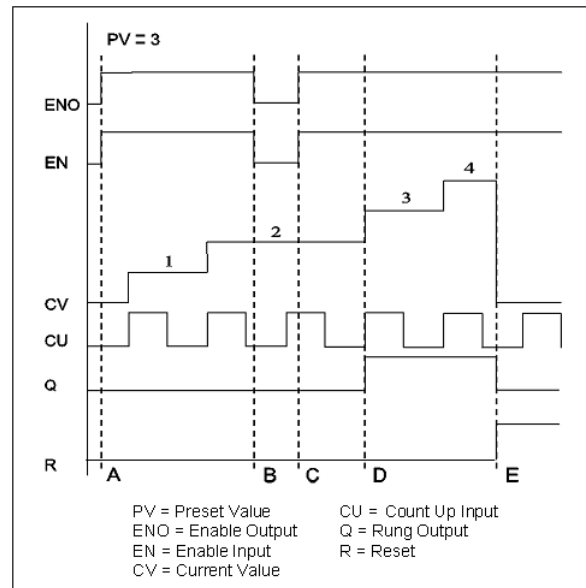 PV = 3
ENO
EN
4
3
2
1
CV
CU
Q
R
A B C D E
PV = Preset Value CU = Count Up Input
ENO = Enable Output Q = Rung Output
EN = Enable Input R = Reset
CV = Current Value